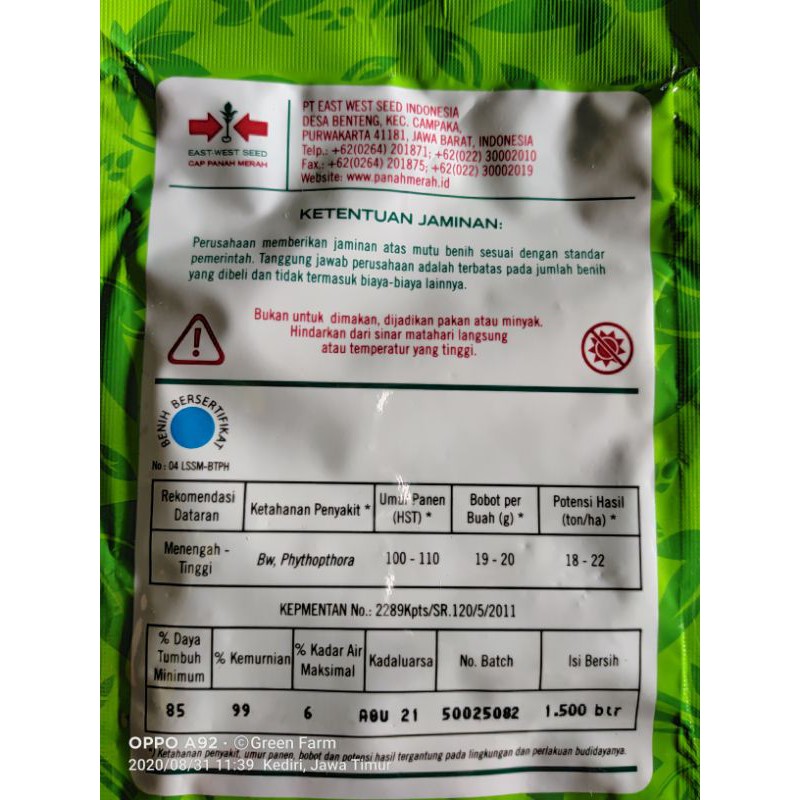 EAST-WEST SEED
CAP PANAH MERAH
PT EAST WEST SEED INDONESIA
DESA BENTENG, KEC. CAMPAKA,
PURWAKARTA 41181, JAWA BARAT, INDONESIA
Telp.: +62(0264) 201871; +62(022) 30002010
Fax.: +62(0264) 201875; +62(022) 30002019
Website: www.panahmerah.id
KETENTUAN JAMINAN:
Perusahaan memberikan jaminan atas mutu benih sesuai dengan standar
pemerintah. Tanggung jawab perusahaan adalah terbatas pada jumlah benih
yang dibeli dan tidak termasuk biaya-biaya lainnya.
Bukan untuk dimakan, dijadikan pakan atau minyak.
Hindarkan dari sinar matahari langsung
atau temperatur yang tinggi.
BENIH BERSERTIFIKAT
No : 04 LSSM-BTPH
Rekomendasi Dataran | Ketahanan Penyakit * | Umur Panen (HST) * | Bobot per Buah (g) * | Potensi Hasil (ton/ha) *
Menengah - Tinggi | Bw, Phythopthora | 100 - 110 | 19 - 20 | 18 - 22
KEPMENTAN No.: 2289Kpts/SR.120/5/2011
% Daya Tumbuh Minimum | % Kemurnian | % Kadar Air Maksimal | Kadaluarsa | No. Batch | Isi Bersih
85 | 99 | 6 | AGU 21 | 50025082 | 1.500 btr
*) Ketahanan penyakit, umur panen, bobot dan potensi hasil tergantung pada lingkungan dan perlakuan budidayanya.
OPPO A92 · ©Green Farm
2020/08/31 11:39 Kediri, Jawa Timur